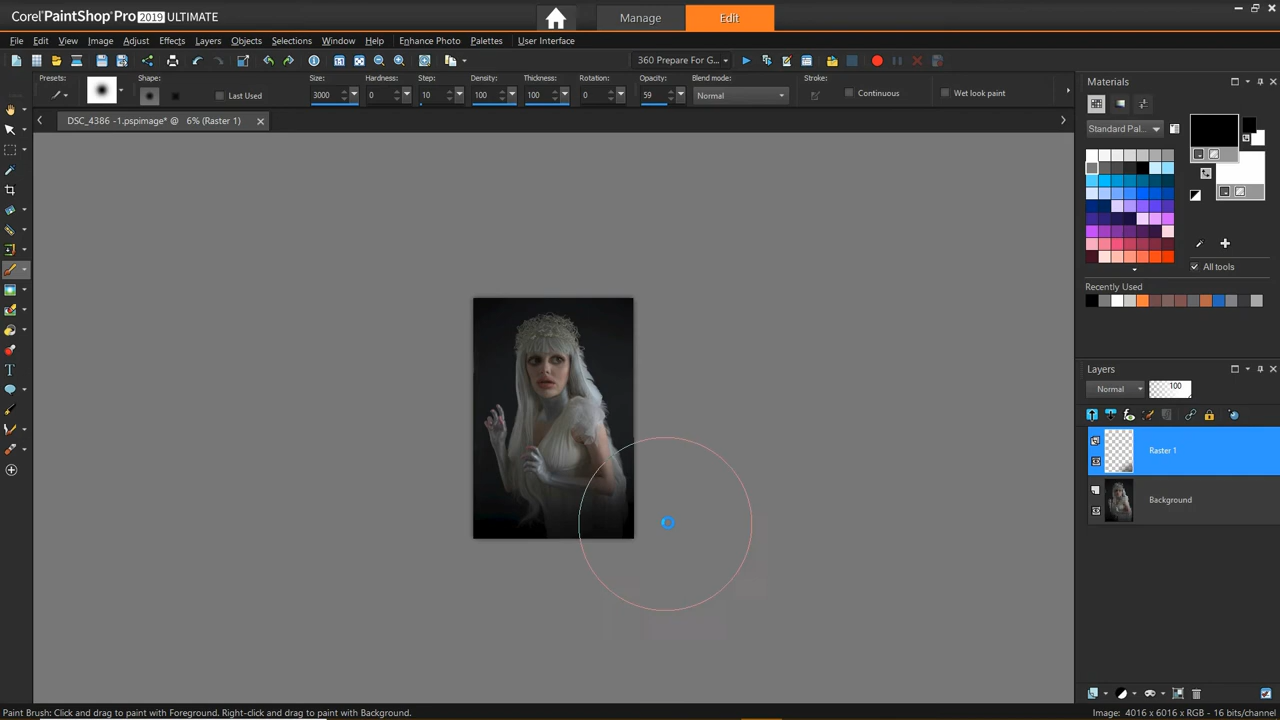 Corel PaintShop Pro 2019 ULTIMATE
Manage
Edit
File Edit View Image Adjust Effects Layers Objects Selections Window Help Enhance Photo Palettes User Interface
360 Prepare For G...
Presets:
Shape:
Last Used
Size:
3000
Hardness:
0
Step:
10
Density:
100
Thickness:
100
Rotation:
0
Opacity:
59
Blend mode:
Normal
Stroke:
Continuous
Wet look paint
DSC_4386 -1.pspimage* @ 6% (Raster 1)
Materials
Standard Pal...
All tools
Recently Used
Layers
Normal
100
Raster 1
Background
Paint Brush: Click and drag to paint with Foreground. Right-click and drag to paint with Background.
Image: 4016 x 6016 x RGB - 16 bits/channel